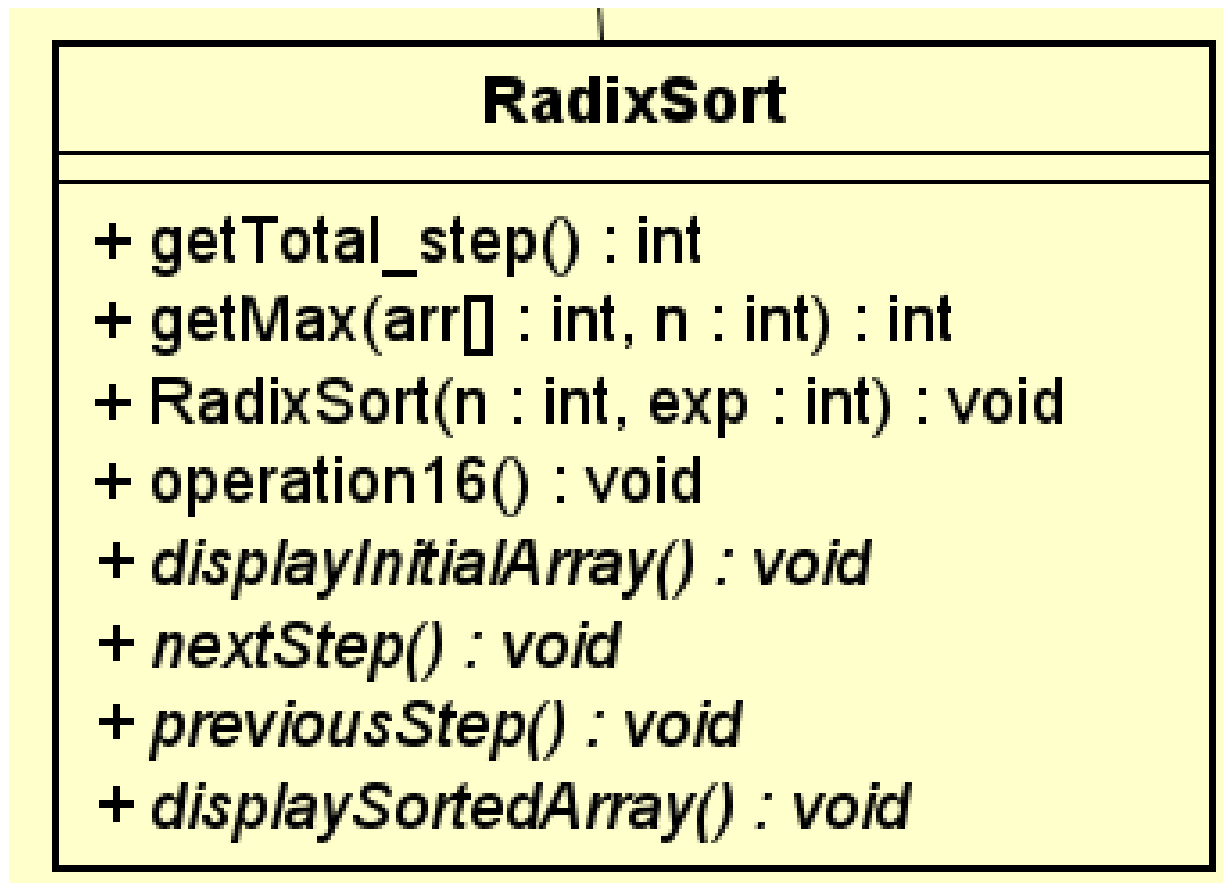 RadixSort
+ getTotal_step() : int
+ getMax(arr[] : int, n : int) : int
+ RadixSort(n : int, exp : int) : void
+ operation16() : void
+ displayInitialArray() : void
+ nextStep() : void
+ previousStep() : void
+ displaySortedArray() : void